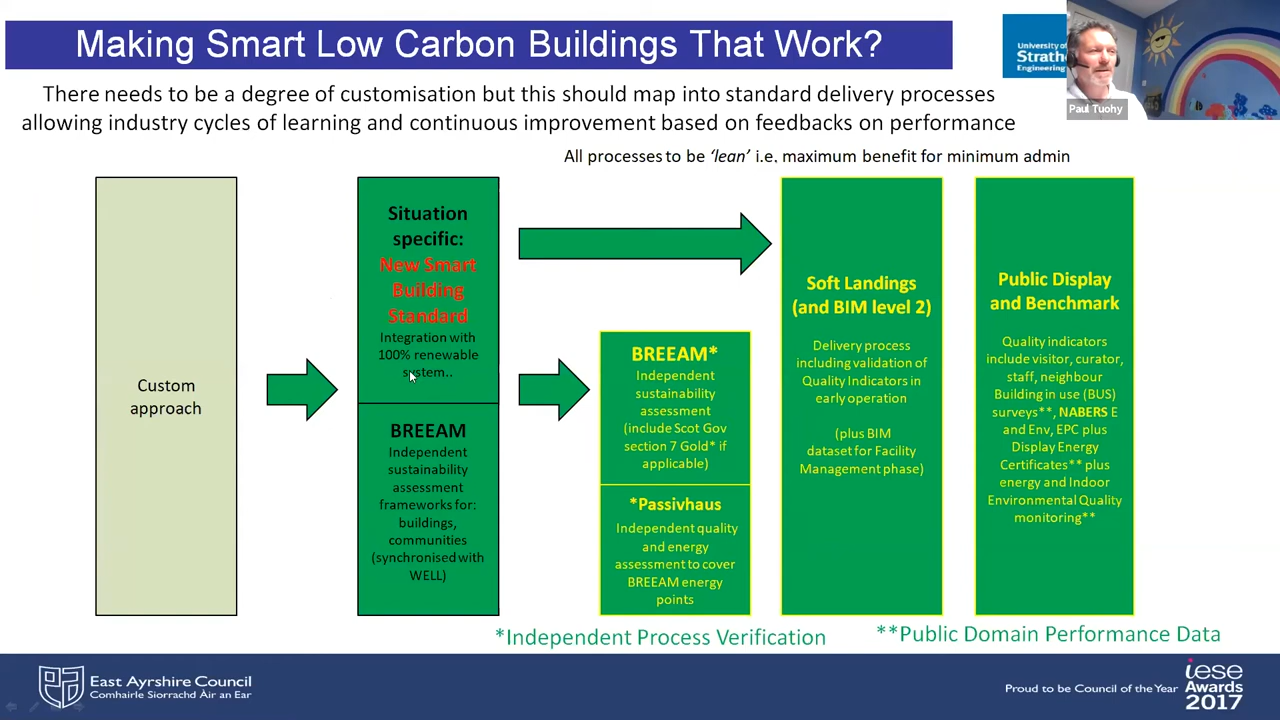 Making Smart Low Carbon Buildings That Work?
University of
Strath
Engineering
Paul Tuohy
There needs to be a degree of customisation but this should map into standard delivery processes
allowing industry cycles of learning and continuous improvement based on feedbacks on performance
All processes to be ‘lean’ i.e. maximum benefit for minimum admin
Custom
approach
Situation
specific:
New Smart
Building
Standard
Integration with
100% renewable
system..
BREEAM
Independent
sustainability
assessment
frameworks for:
buildings,
communities
(synchronised with
WELL)
BREEAM*
Independent
sustainability
assessment
(include Scot Gov
section 7 Gold* if
applicable)
*Passivhaus
Independent quality
and energy
assessment to cover
BREEAM energy
points
Soft Landings
(and BIM level 2)
Delivery process
including validation of
Quality Indicators in
early operation
(plus BIM
dataset for Facility
Management phase)
Public Display
and Benchmark
Quality indicators
include visitor, curator,
staff, neighbour
Building in use (BUS)
surveys**, NABERS E
and Env, EPC plus
Display Energy
Certificates** plus
energy and Indoor
Environmental Quality
monitoring**
*Independent Process Verification
**Public Domain Performance Data
East Ayrshire Council
Comhairle Siorrachd Àir an Ear
Proud to be Council of the Year
iese
Awards
2017